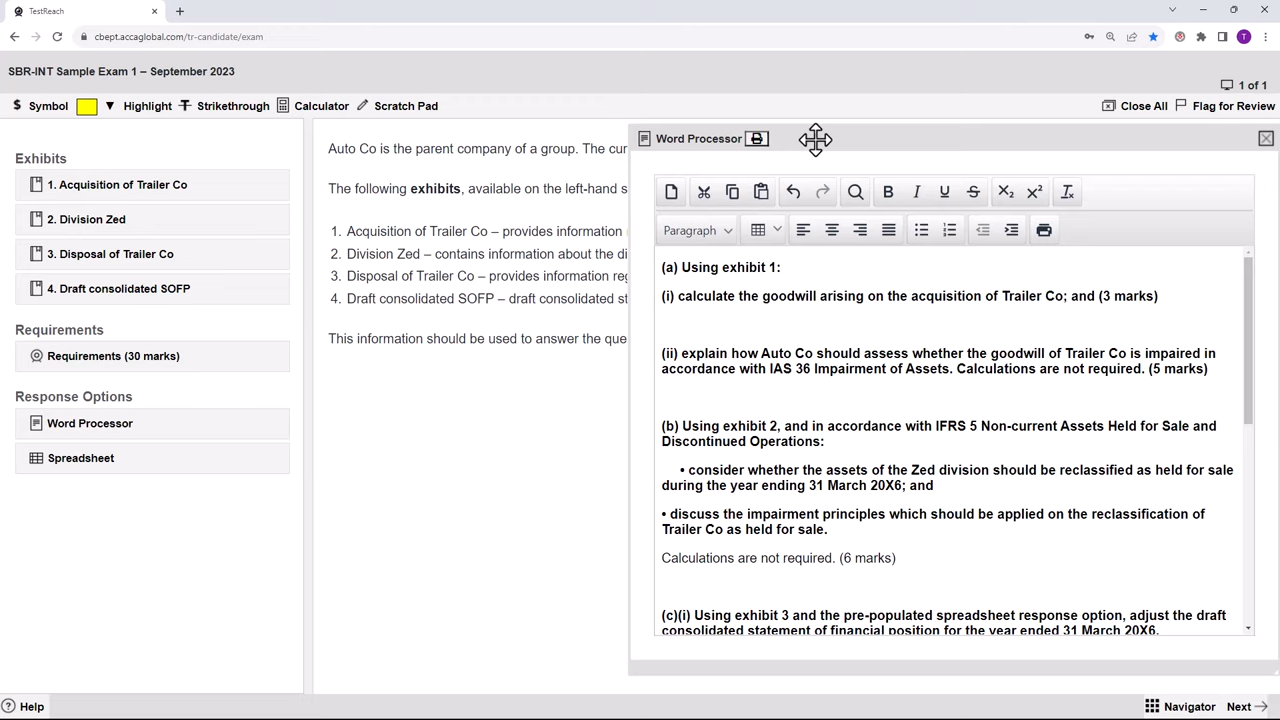 TestReach
cbept.accaglobal.com/tr-candidate/exam
T
SBR-INT Sample Exam 1 – September 2023
1 of 1
$ Symbol Highlight T Strikethrough Calculator Scratch Pad Close All Flag for Review
Exhibits
1. Acquisition of Trailer Co
2. Division Zed
3. Disposal of Trailer Co
4. Draft consolidated SOFP
Requirements
Requirements (30 marks)
Response Options
Word Processor
Spreadsheet
Auto Co is the parent company of a group. The cur
The following exhibits, available on the left-hand s
1. Acquisition of Trailer Co – provides information
2. Division Zed – contains information about the di
3. Disposal of Trailer Co – provides information reg
4. Draft consolidated SOFP – draft consolidated st
This information should be used to answer the que
Word Processor
B I U S X₂ X² Tx
Paragraph
(a) Using exhibit 1:
(i) calculate the goodwill arising on the acquisition of Trailer Co; and (3 marks)
(ii) explain how Auto Co should assess whether the goodwill of Trailer Co is impaired in
accordance with IAS 36 Impairment of Assets. Calculations are not required. (5 marks)
(b) Using exhibit 2, and in accordance with IFRS 5 Non-current Assets Held for Sale and
Discontinued Operations:
• consider whether the assets of the Zed division should be reclassified as held for sale
during the year ending 31 March 20X6; and
• discuss the impairment principles which should be applied on the reclassification of
Trailer Co as held for sale.
Calculations are not required. (6 marks)
(c)(i) Using exhibit 3 and the pre-populated spreadsheet response option, adjust the draft
consolidated statement of financial position for the year ended 31 March 20X6.
? Help
Navigator Next